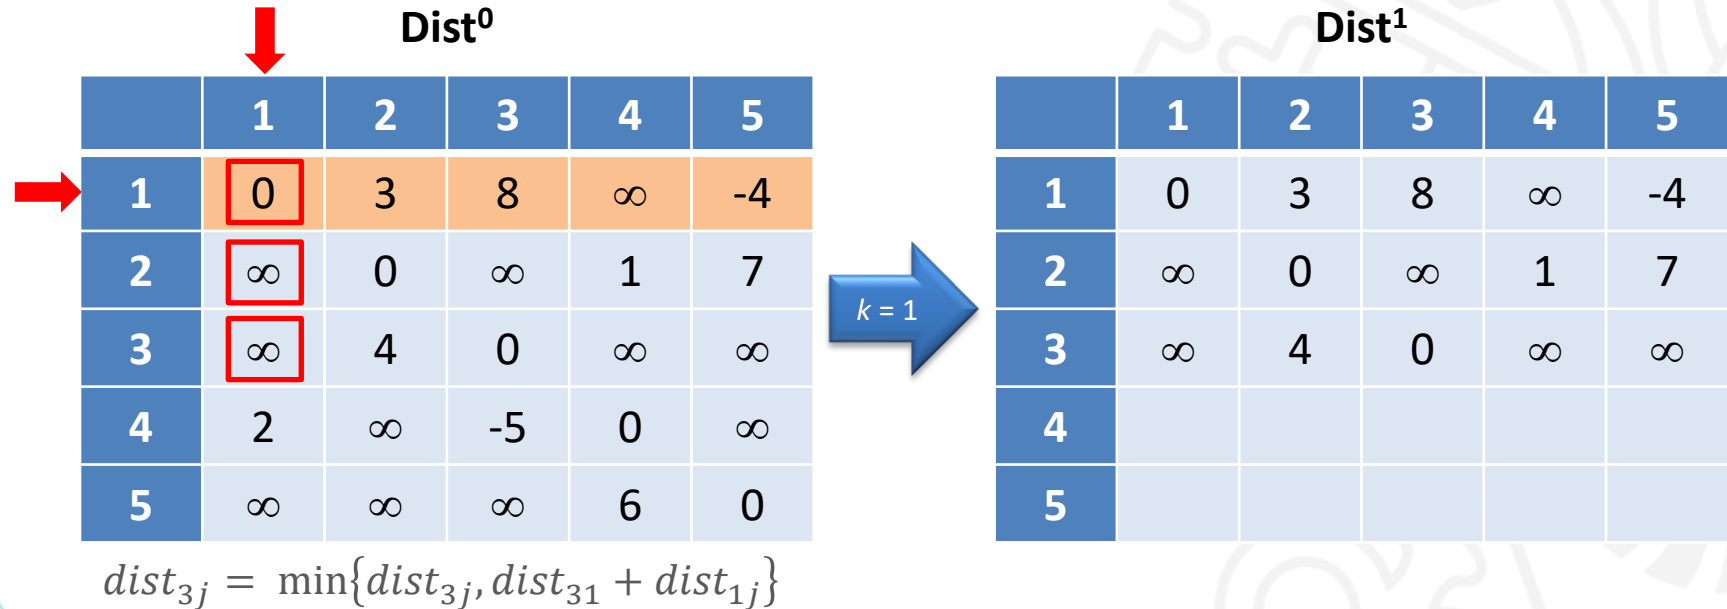 Dist⁰ Dist¹
1 2 3 4 5 1 2 3 4 5
1 0 3 8 ∞ -4 1 0 3 8 ∞ -4
2 ∞ 0 ∞ 1 7 2 ∞ 0 ∞ 1 7
k = 1
3 ∞ 4 0 ∞ ∞ 3 ∞ 4 0 ∞ ∞
4 2 ∞ -5 0 ∞ 4
5 ∞ ∞ ∞ 6 0 5
dist₃ⱼ = min{dist₃ⱼ, dist₃₁ + dist₁ⱼ}